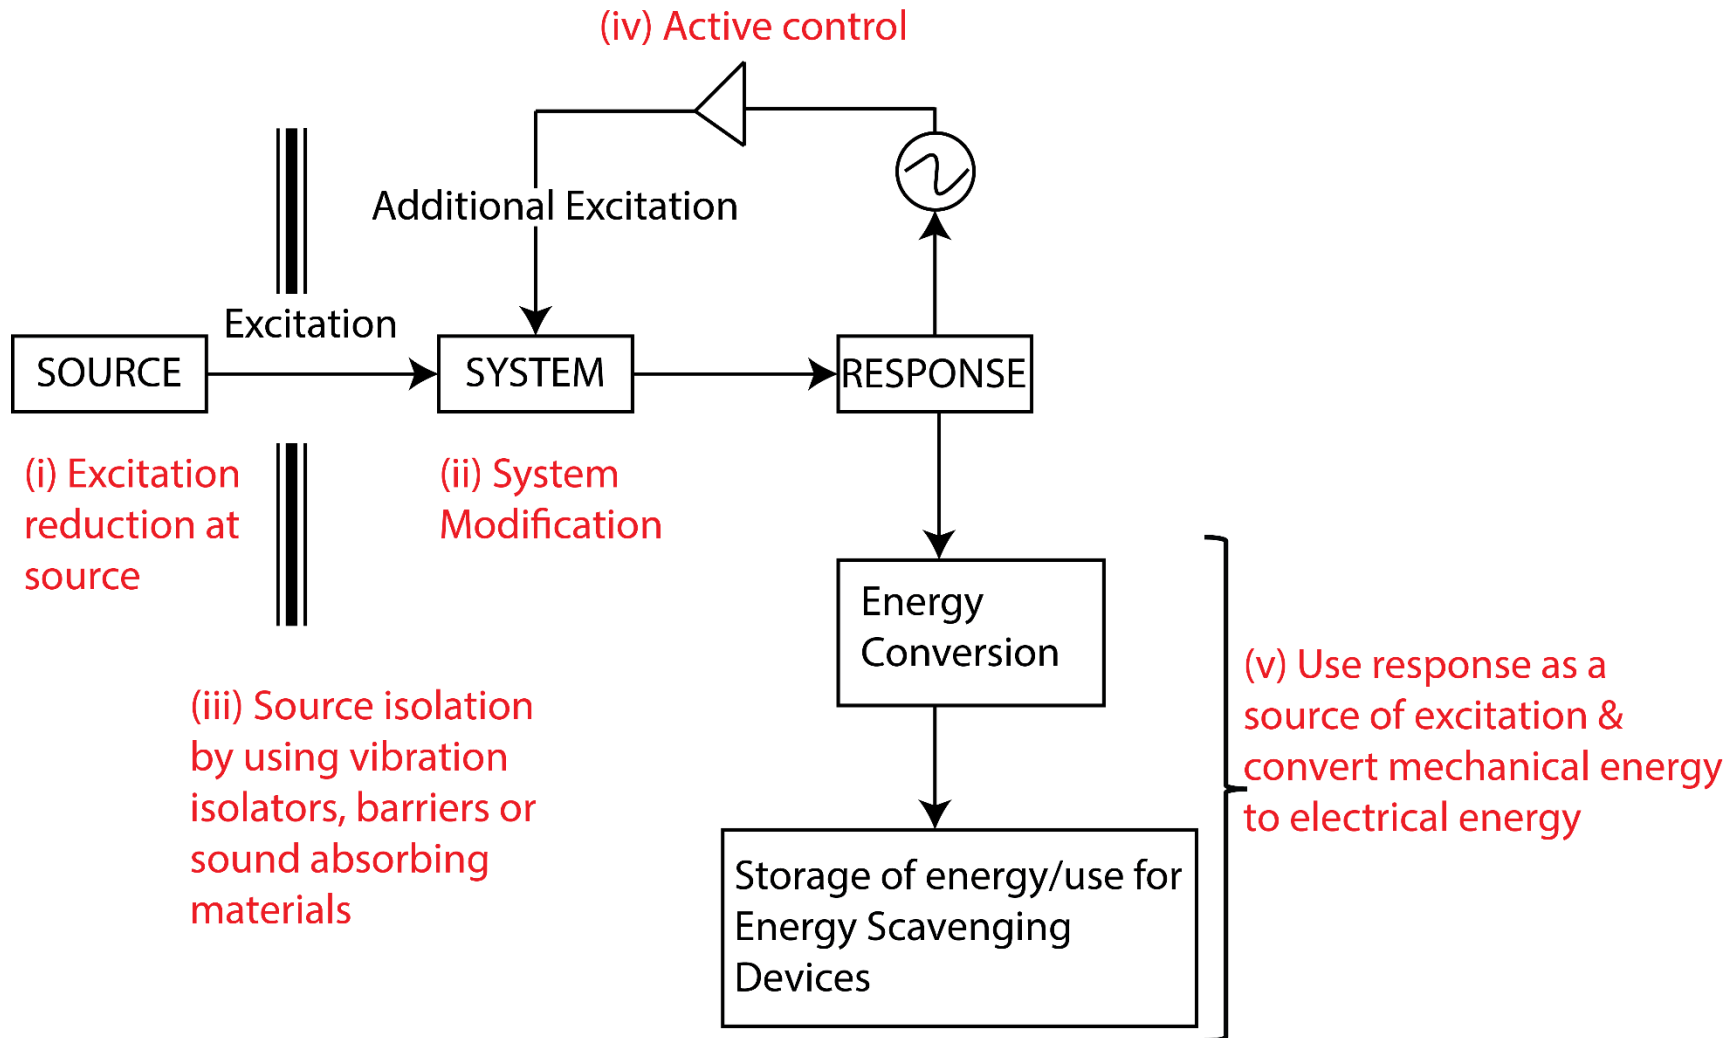 (iv) Active control
Additional Excitation
Excitation
SOURCE
SYSTEM
RESPONSE
(i) Excitation
reduction at
source
(ii) System
Modification
(iii) Source isolation
by using vibration
isolators, barriers or
sound absorbing
materials
Energy
Conversion
(v) Use response as a
source of excitation &
convert mechanical energy
to electrical energy
Storage of energy/use for
Energy Scavenging
Devices